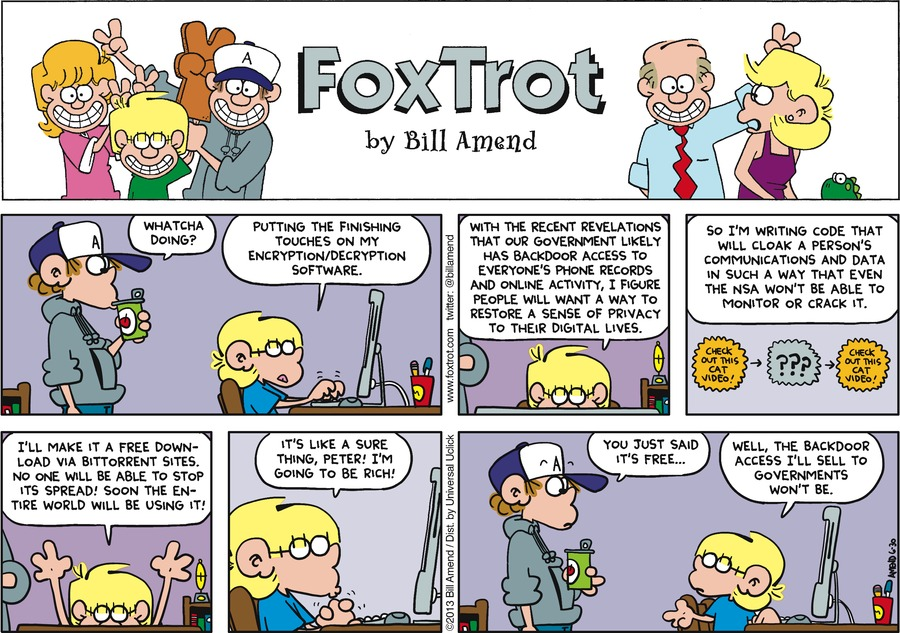 FoxTrot
by Bill Amend
A
WHATCHA
DOING?
PUTTING THE FINISHING
TOUCHES ON MY
ENCRYPTION/DECRYPTION
SOFTWARE.
A
www.foxtrot.com twitter: @billamend
WITH THE RECENT REVELATIONS
THAT OUR GOVERNMENT LIKELY
HAS BACKDOOR ACCESS TO
EVERYONE'S PHONE RECORDS
AND ONLINE ACTIVITY, I FIGURE
PEOPLE WILL WANT A WAY TO
RESTORE A SENSE OF PRIVACY
TO THEIR DIGITAL LIVES.
SO I'M WRITING CODE THAT
WILL CLOAK A PERSON'S
COMMUNICATIONS AND DATA
IN SUCH A WAY THAT EVEN
THE NSA WON'T BE ABLE TO
MONITOR OR CRACK IT.
CHECK
OUT THIS
CAT
VIDEO!
???
CHECK
OUT THIS
CAT
VIDEO!
I'LL MAKE IT A FREE DOWN-
LOAD VIA BITTORRENT SITES.
NO ONE WILL BE ABLE TO STOP
ITS SPREAD! SOON THE EN-
TIRE WORLD WILL BE USING IT!
IT'S LIKE A SURE
THING, PETER! I'M
GOING TO BE RICH!
©2013 Bill Amend / Dist. by Universal Uclick
YOU JUST SAID
IT'S FREE...
A
WELL, THE BACKDOOR
ACCESS I'LL SELL TO
GOVERNMENTS
WON'T BE.
AMEND 6-30